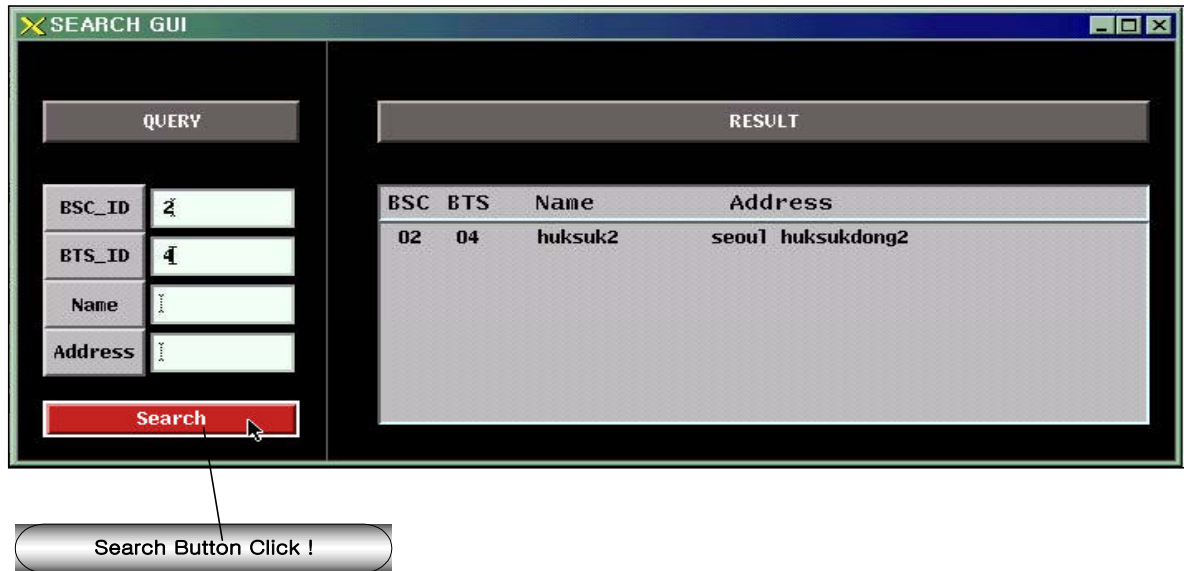 SEARCH GUI
QUERY
BSC_ID 2
BTS_ID 4
Name
Address
Search
RESULT
BSC BTS Name Address
02 04 huksuk2 seoul huksukdong2
Search Button Click !